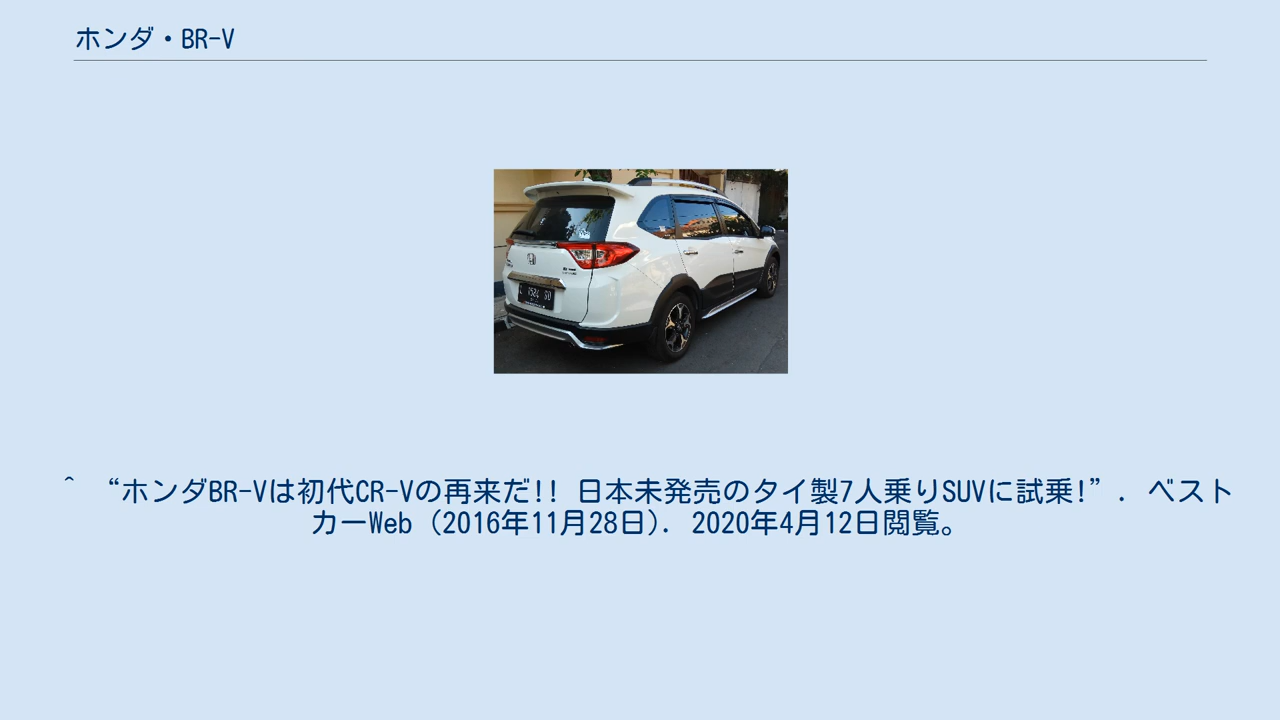 ホンダ・BR-V
^ “ホンダBR-Vは初代CR-Vの再来だ!! 日本未発売のタイ製7人乗りSUVに試乗!”. ベスト
カーWeb (2016年11月28日). 2020年4月12日閲覧。